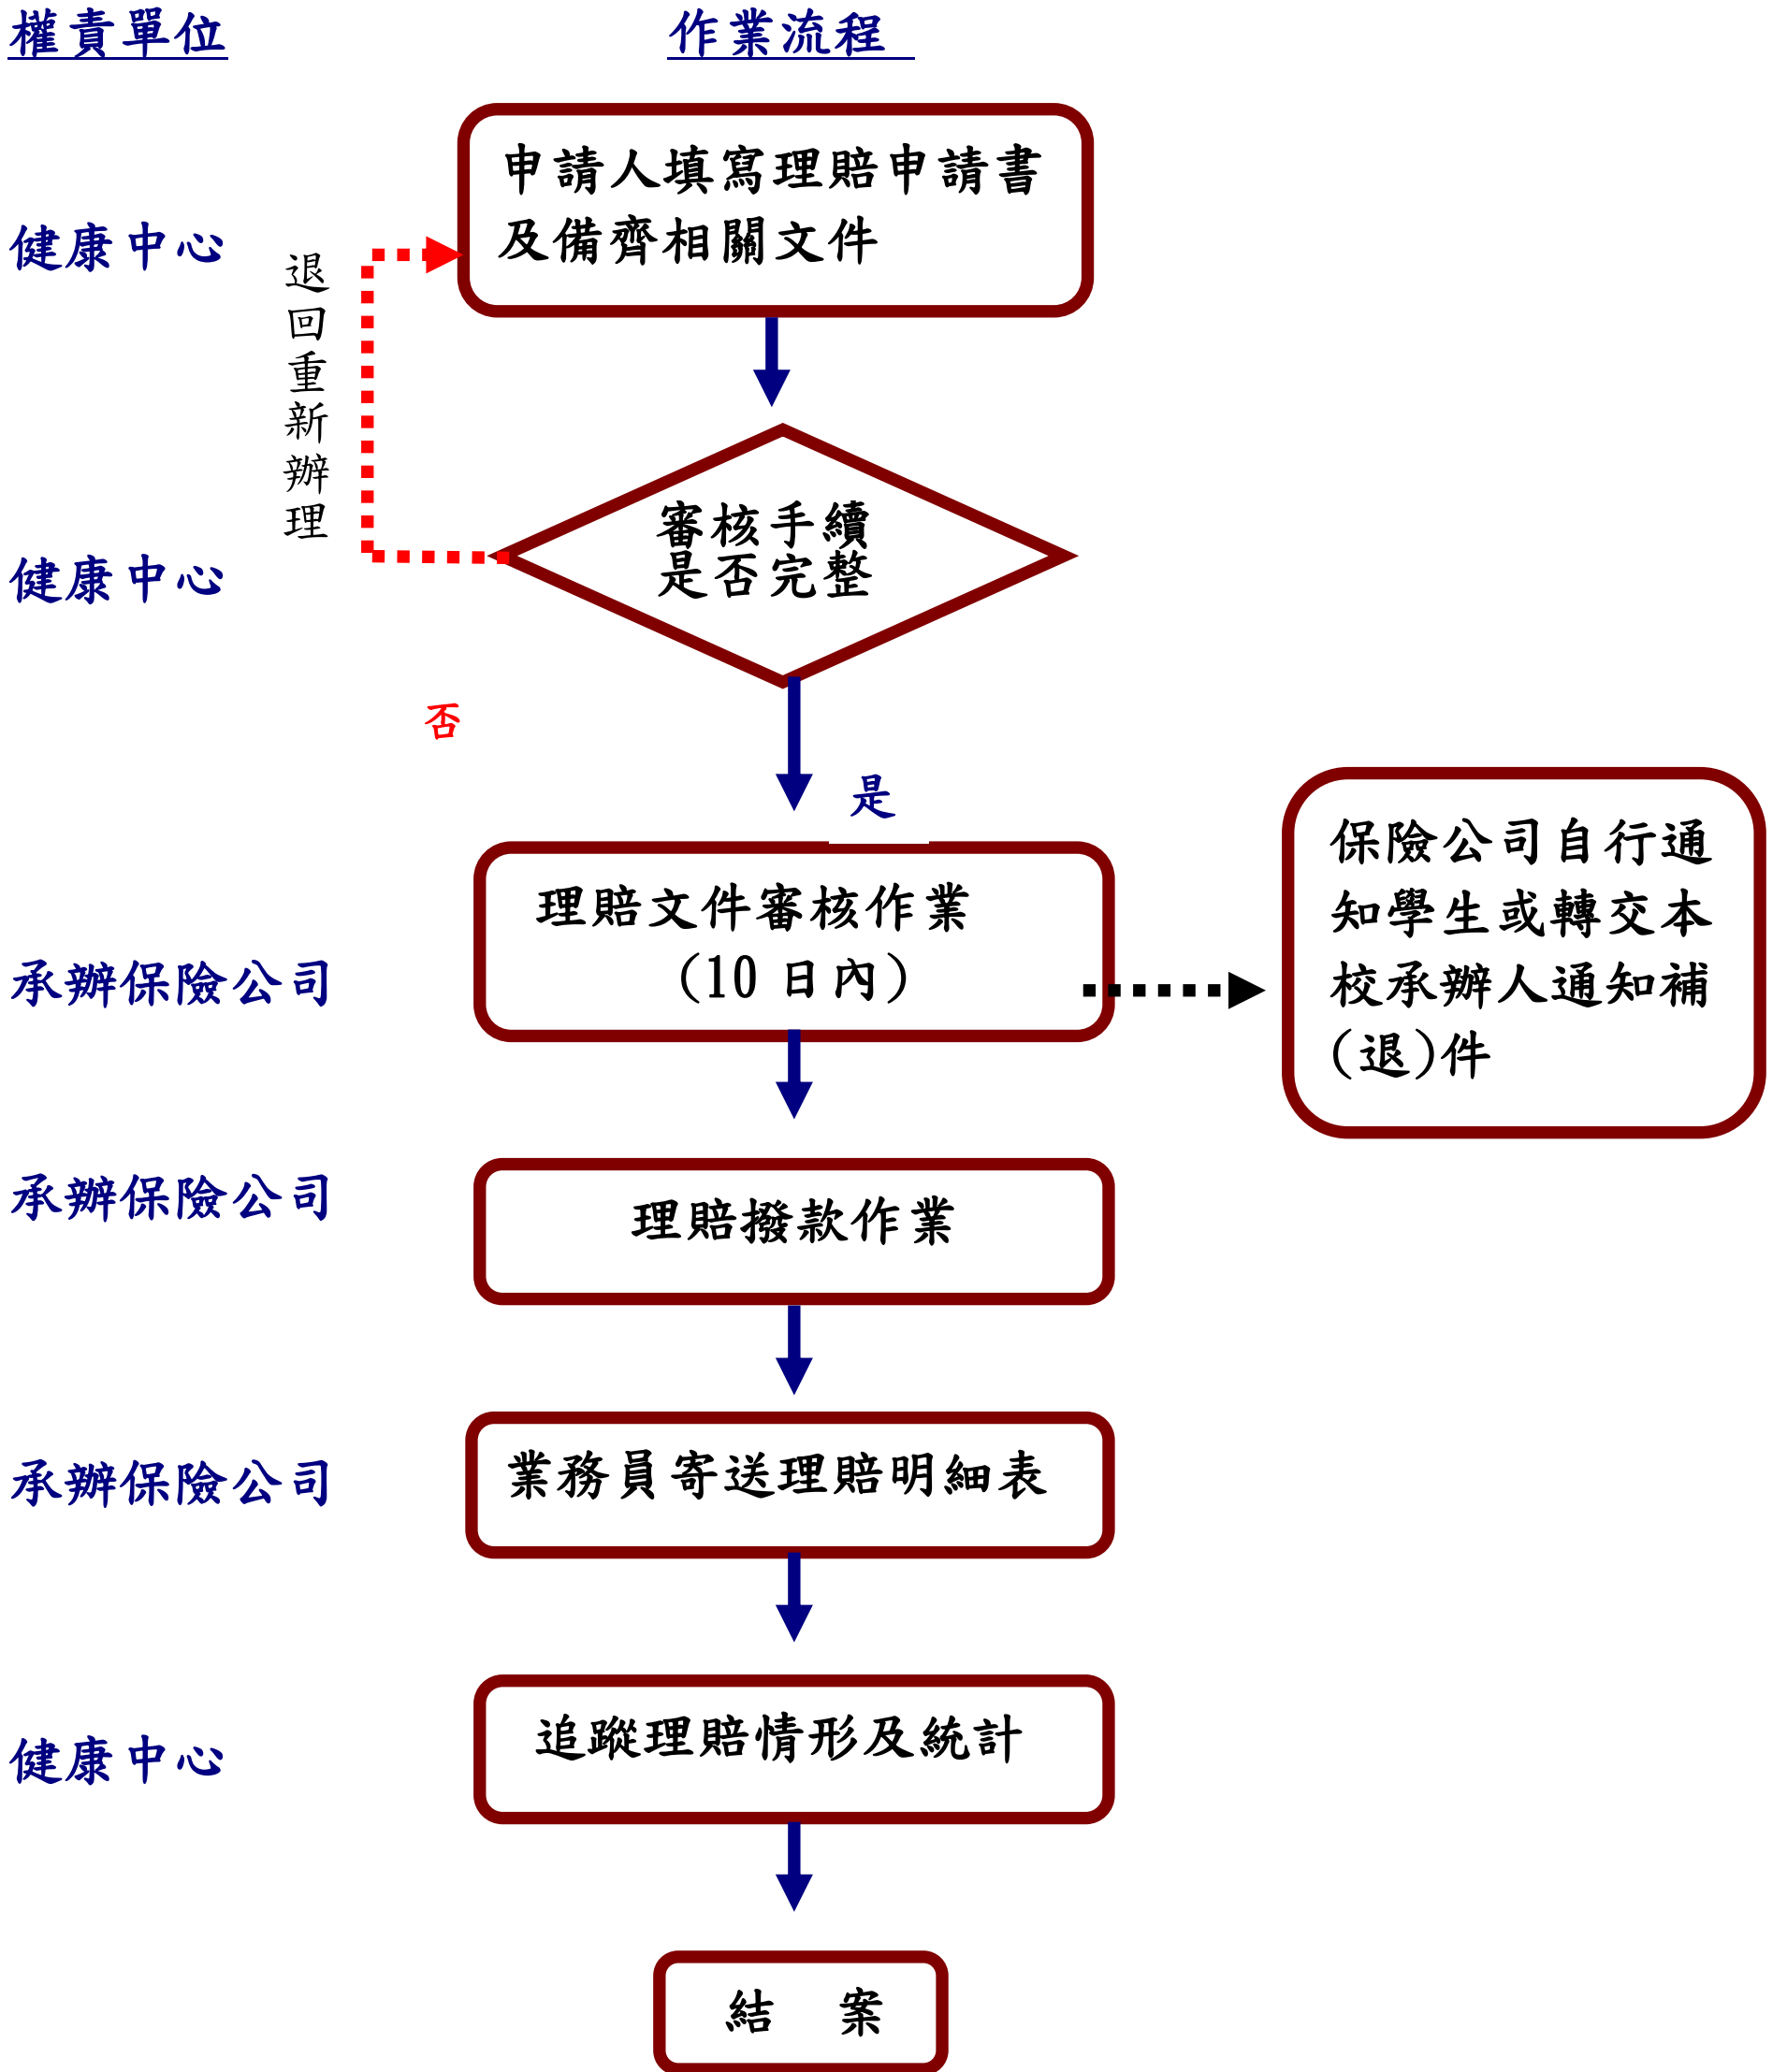 權責單位
作業流程
申請人填寫理賠申請書
及備齊相關文件
健康中心
退回重新辦理
審核手續
是否完整
健康中心
否
是
理賠文件審核作業
(10 日內)
承辦保險公司
保險公司自行通
知學生或轉交本
校承辦人通知補
(退)件
承辦保險公司
理賠撥款作業
承辦保險公司
業務員寄送理賠明細表
健康中心
追蹤理賠情形及統計
結 案